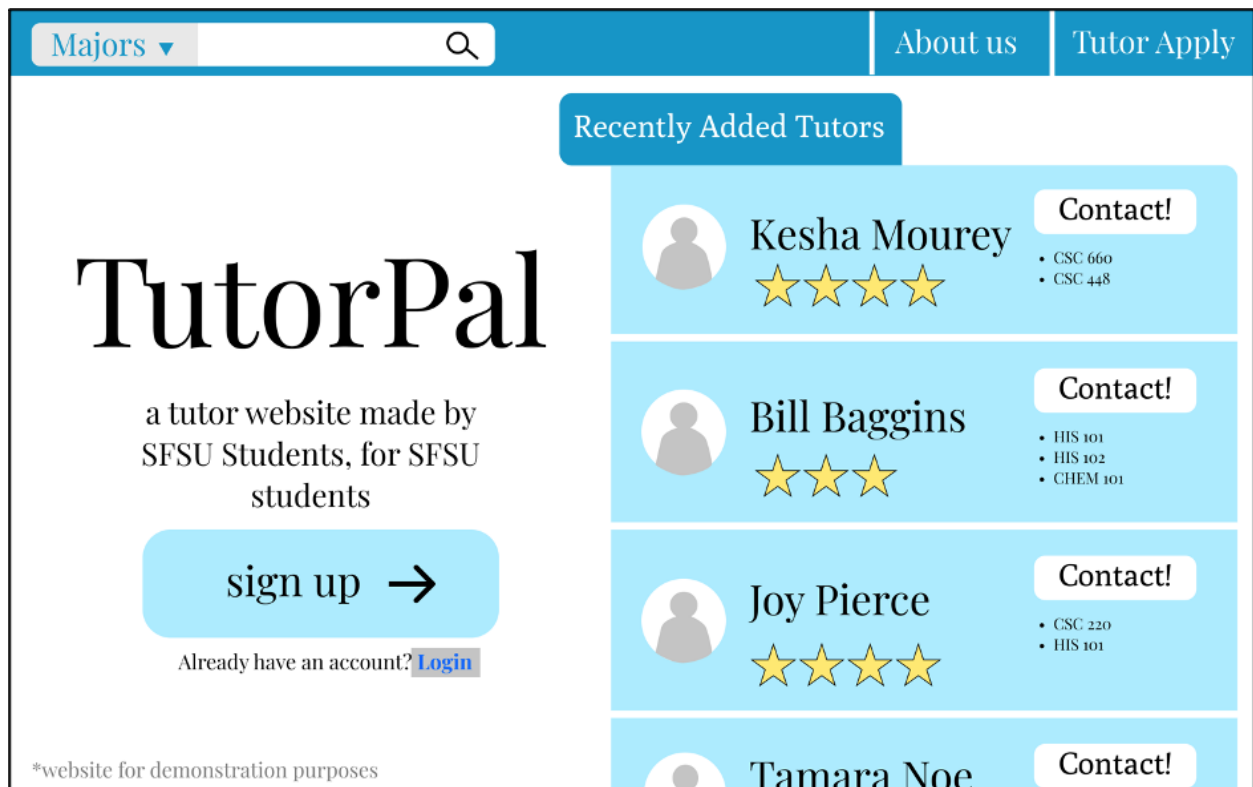 Majors ▼
About us
Tutor Apply
Recently Added Tutors
TutorPal
a tutor website made by
SFSU Students, for SFSU
students
sign up →
Already have an account? Login
*website for demonstration purposes
Kesha Mourey
Contact!
• CSC 660
• CSC 448
Bill Baggins
Contact!
• HIS 101
• HIS 102
• CHEM 101
Joy Pierce
Contact!
• CSC 220
• HIS 101
Tamara Noe
Contact!